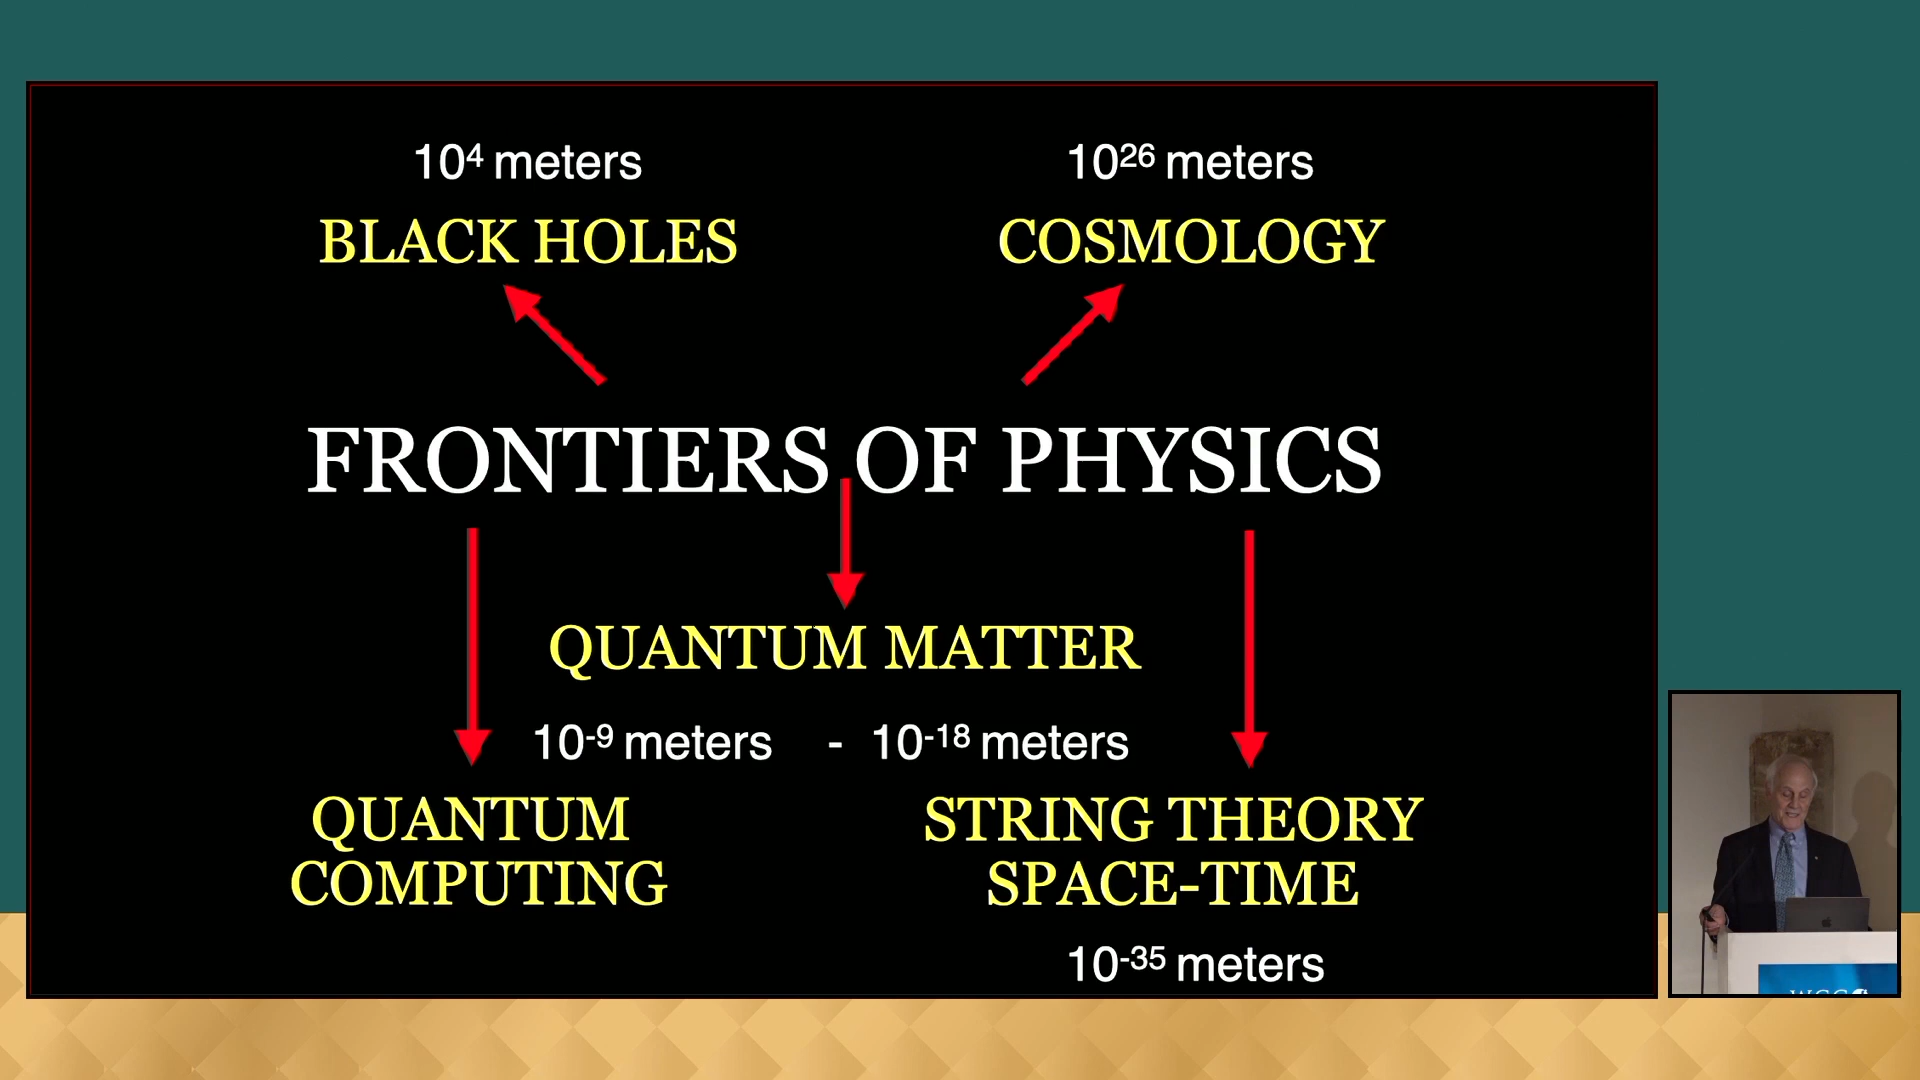 10⁴ meters
BLACK HOLES
10²⁶ meters
COSMOLOGY
FRONTIERS OF PHYSICS
QUANTUM MATTER
10⁻⁹ meters - 10⁻¹⁸ meters
QUANTUM
COMPUTING
STRING THEORY
SPACE-TIME
10⁻³⁵ meters